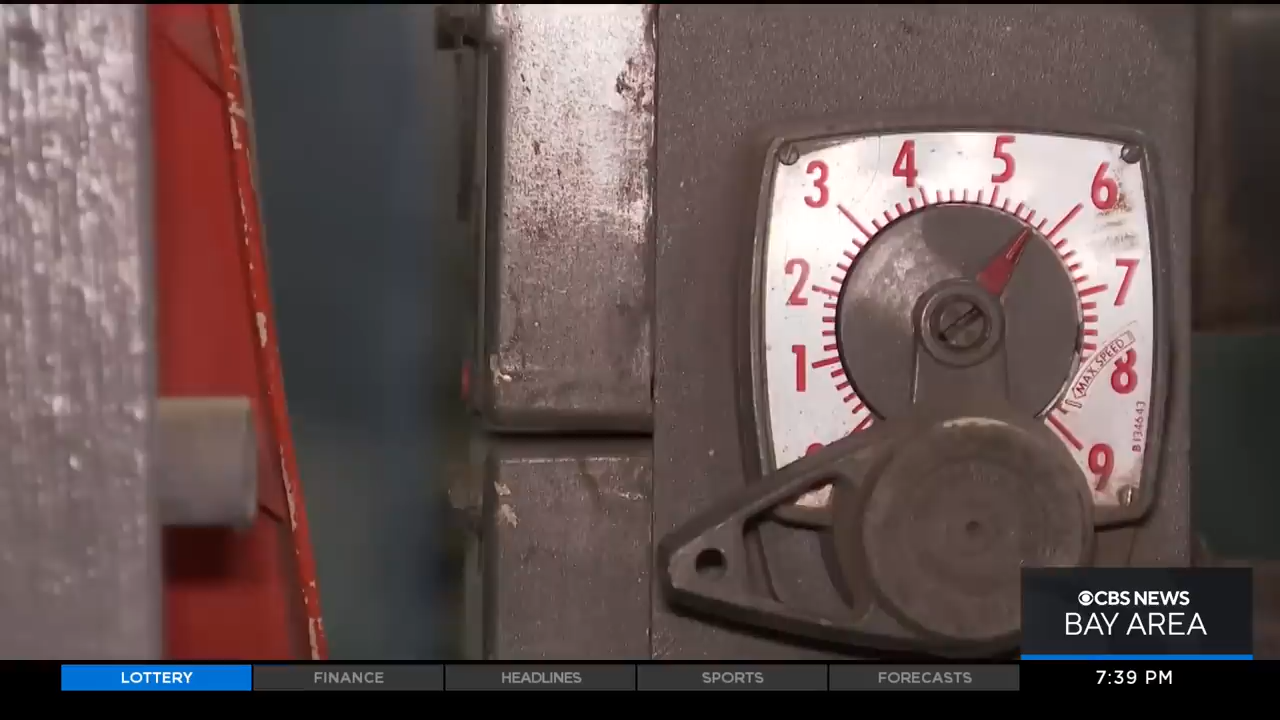 3 4 5 6
2 7
1 8
MAX. SPEED
9
B134643
CBS NEWS
BAY AREA
LOTTERY FINANCE HEADLINES SPORTS FORECASTS 7:39 PM